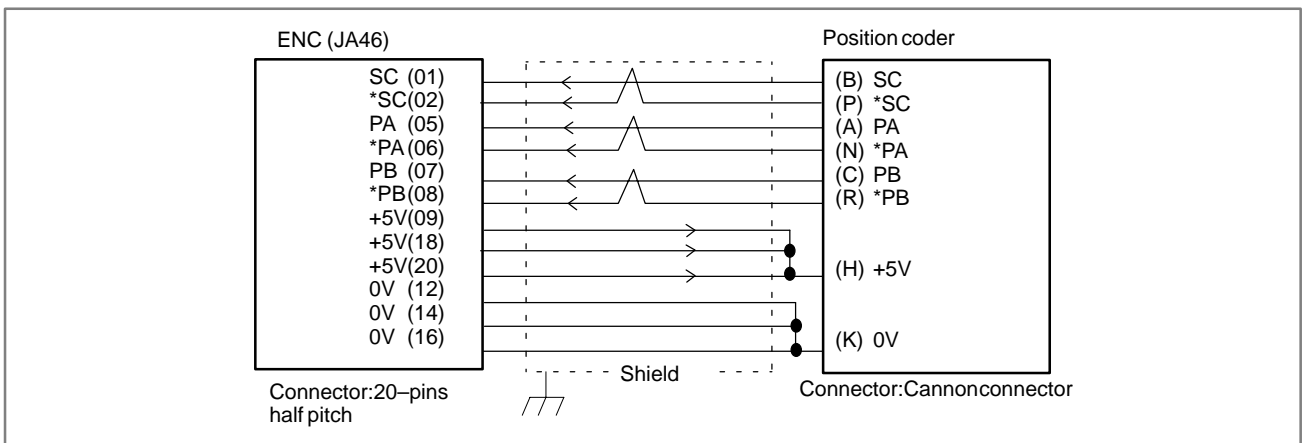 ENC (JA46)
Position coder
SC (01)
*SC(02)
PA (05)
*PA(06)
PB (07)
*PB(08)
+5V(09)
+5V(18)
+5V(20)
0V (12)
0V (14)
0V (16)
(B) SC
(P) *SC
(A) PA
(N) *PA
(C) PB
(R) *PB
(H) +5V
(K) 0V
Shield
Connector:20–pins
half pitch
Connector:Cannonconnector